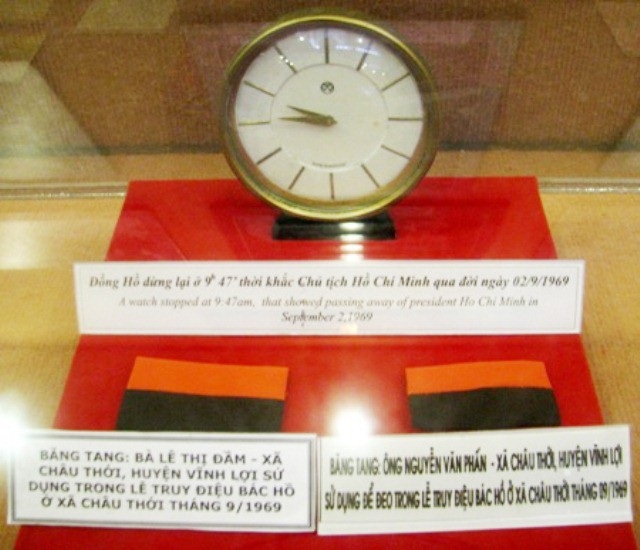 Đồng Hồ dừng lại ở 9h 47' thời khắc Chủ tịch Hồ Chí Minh qua đời ngày 02/9/1969
A watch stopped at 9:47am, that showed passing away of president Ho Chi Minh in
September 2,1969
BĂNG TANG: BÀ LÊ THỊ ĐẦM - XÃ
CHÂU THỚI, HUYỆN VĨNH LỢI SỬ
DỤNG TRONG LỄ TRUY ĐIỆU BÁC HỒ
Ở XÃ CHÂU THỚI THÁNG 9/1969
BĂNG TANG: ÔNG NGUYỄN VĂN PHẤN - XÃ CHÂU THỚI, HUYỆN VĨNH LỢI
SỬ DỤNG ĐỂ ĐEO TRONG LỄ TRUY ĐIỆU BÁC HỒ Ở XÃ CHÂU THỚI THÁNG 09/1969